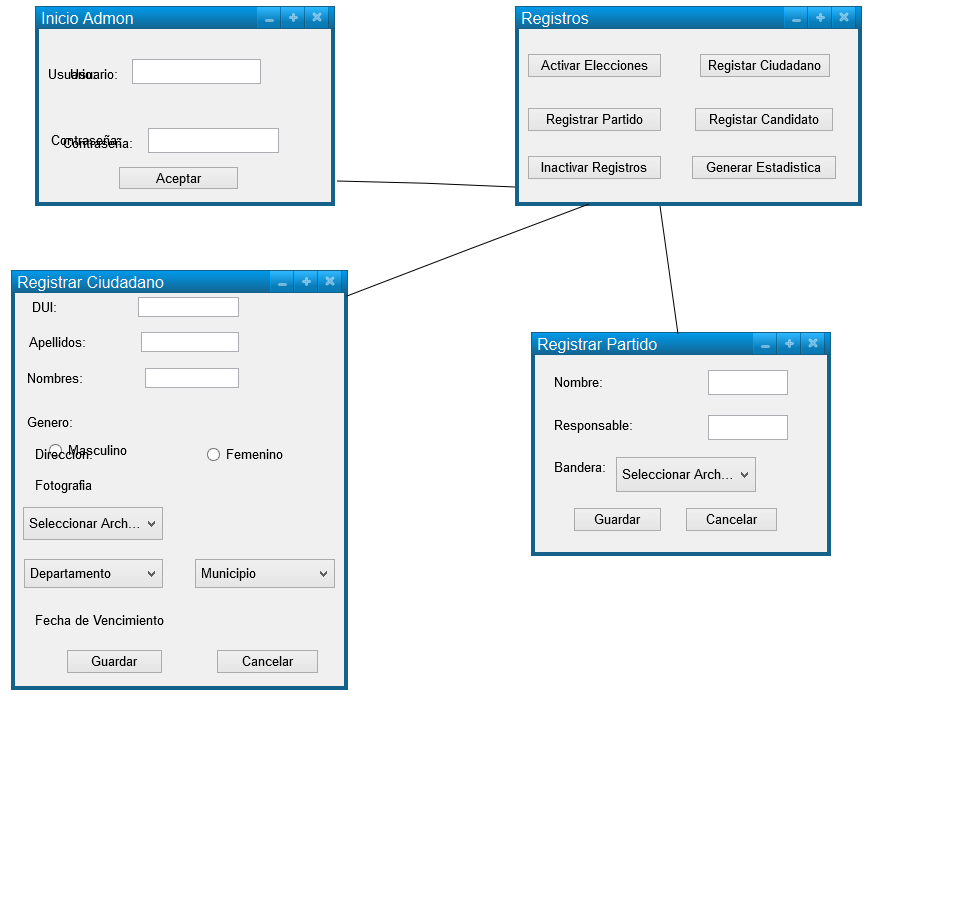 Inicio Admon
Usuario:
Usuario:
Contraseña:
Contraseña:
Aceptar
Registros
Activar Elecciones
Registar Ciudadano
Registrar Partido
Registar Candidato
Inactivar Registros
Generar Estadistica
Registrar Ciudadano
DUI:
Apellidos:
Nombres:
Genero:
Masculino
Dirección:
Femenino
Fotografia
Seleccionar Arch...
Departamento
Municipio
Fecha de Vencimiento
Guardar
Cancelar
Registrar Partido
Nombre:
Responsable:
Bandera:
Seleccionar Arch...
Guardar
Cancelar